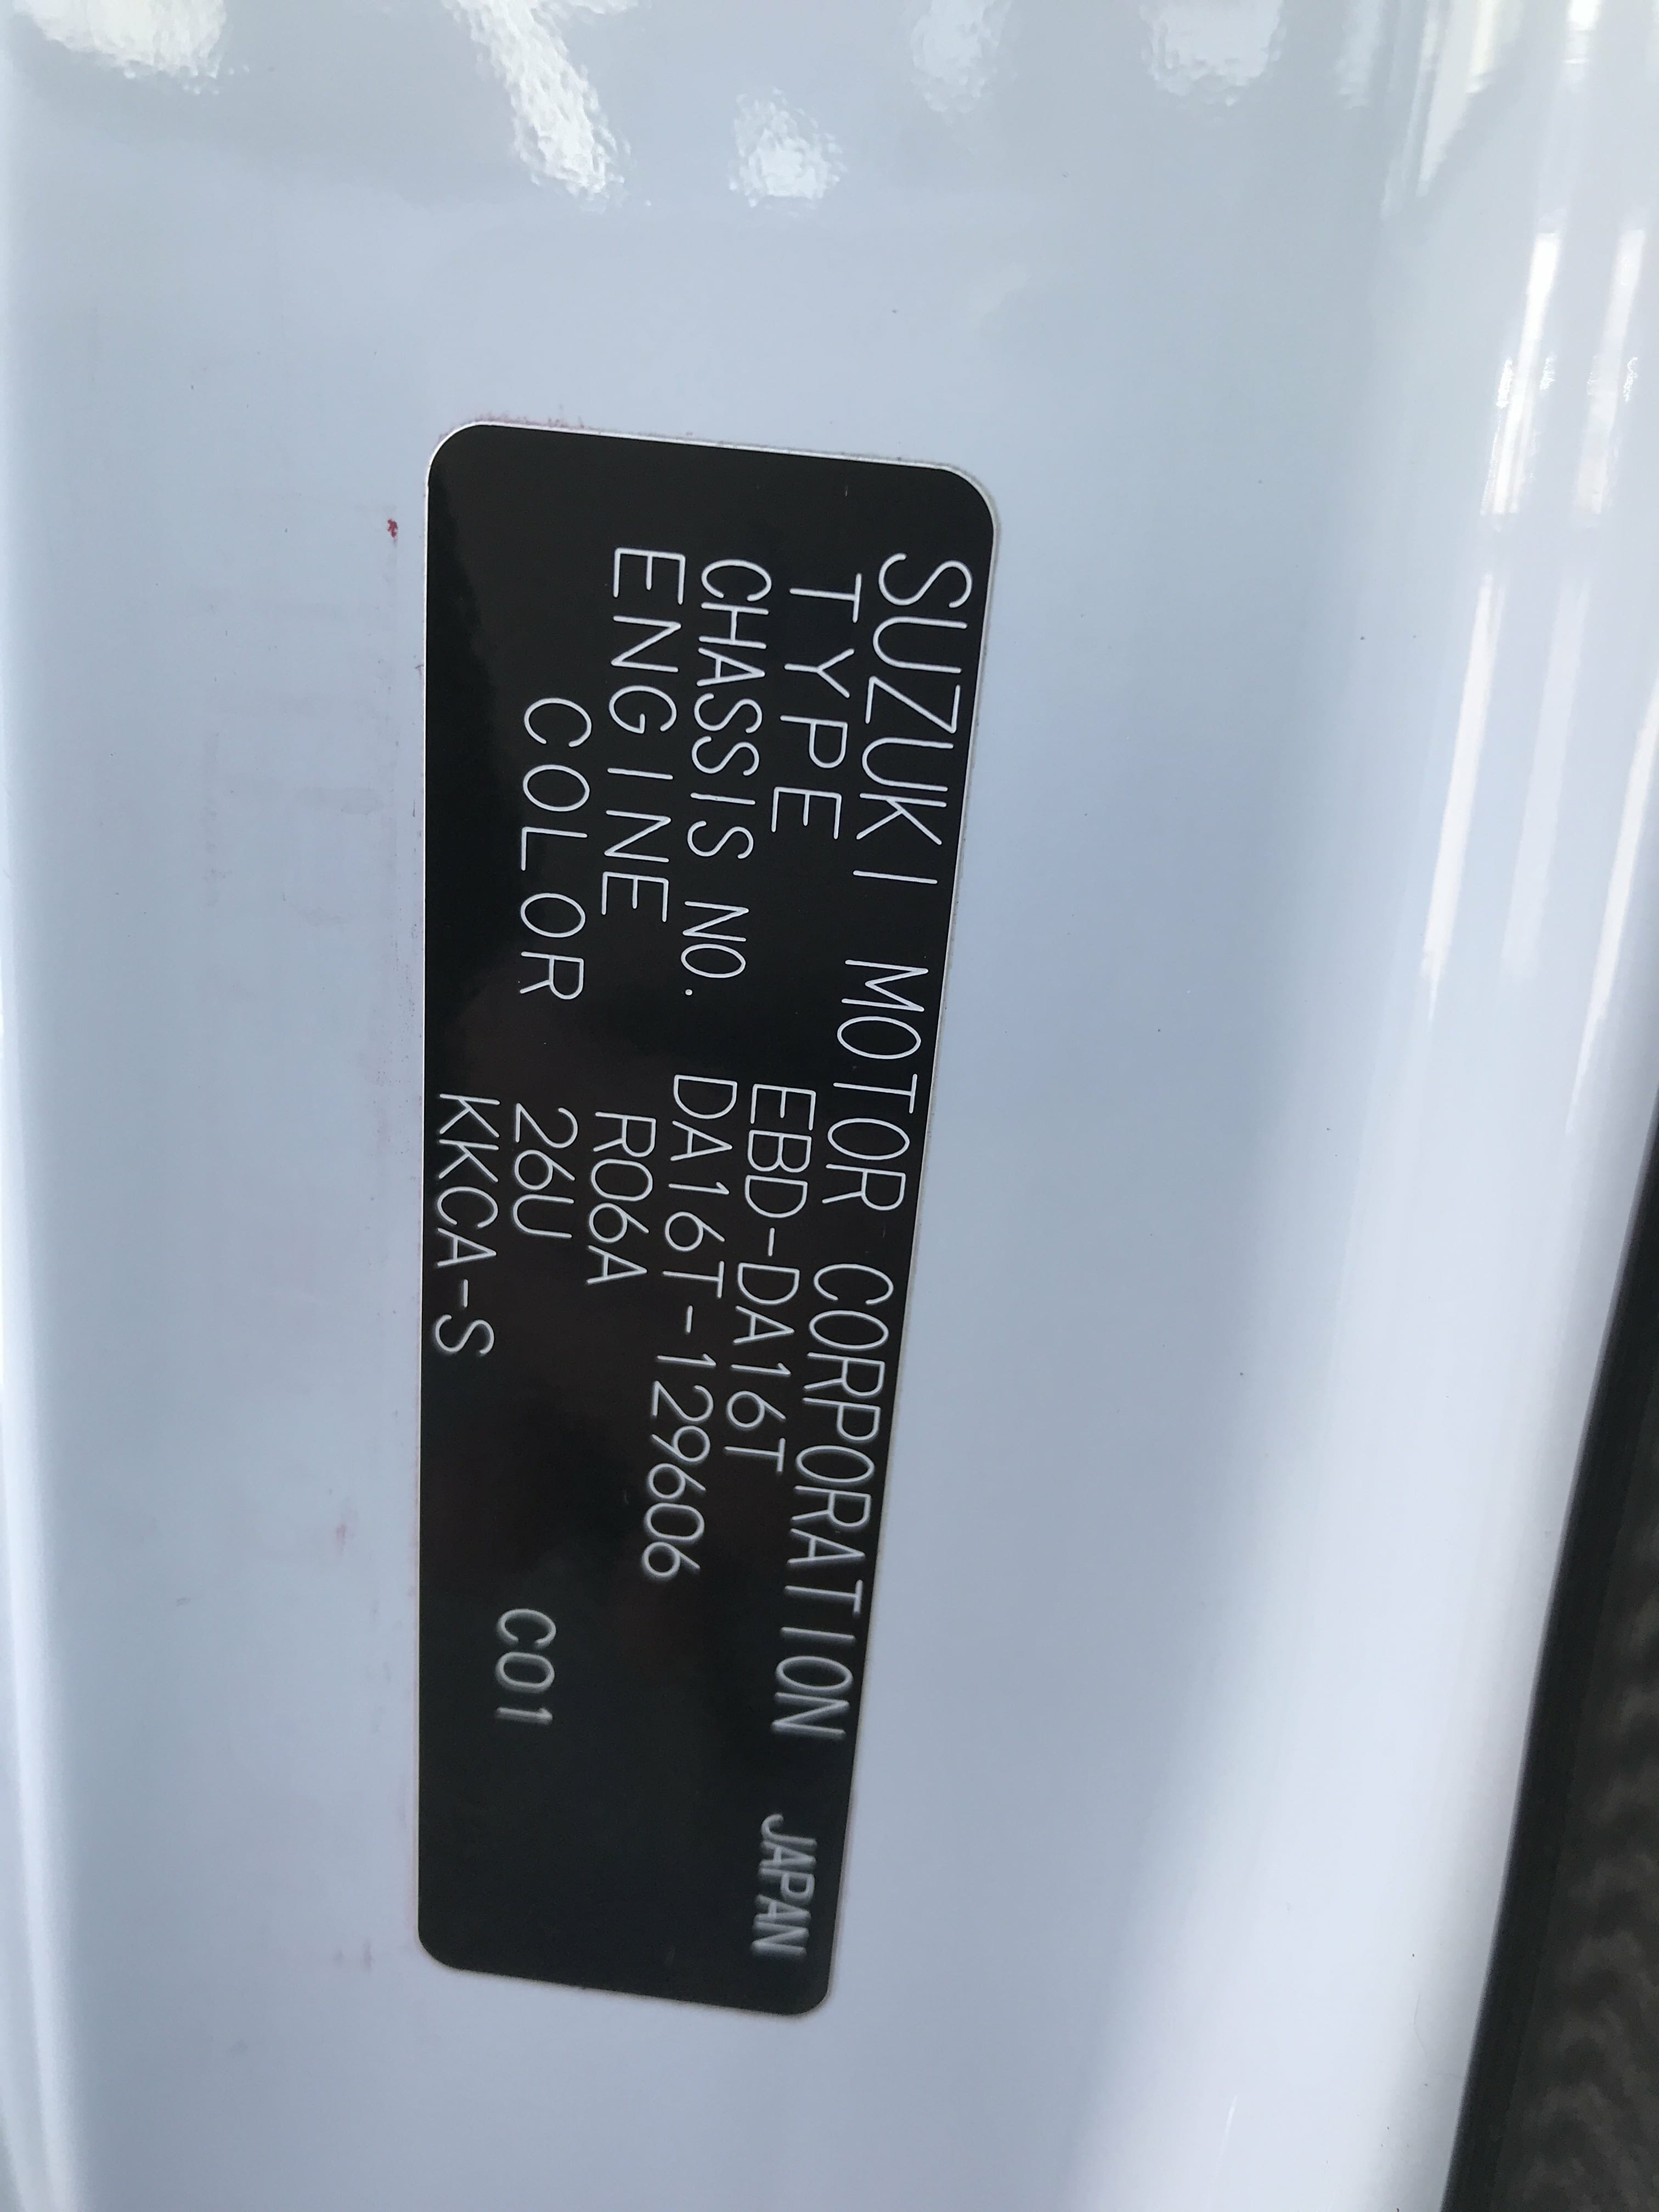 SUZUKI MOTOR CORPORATION JAPAN
TYPE EBD-DA16T
CHASSIS NO. DA16T-129606
ENGINE R06A
COLOR 26U C01
KKCA-S